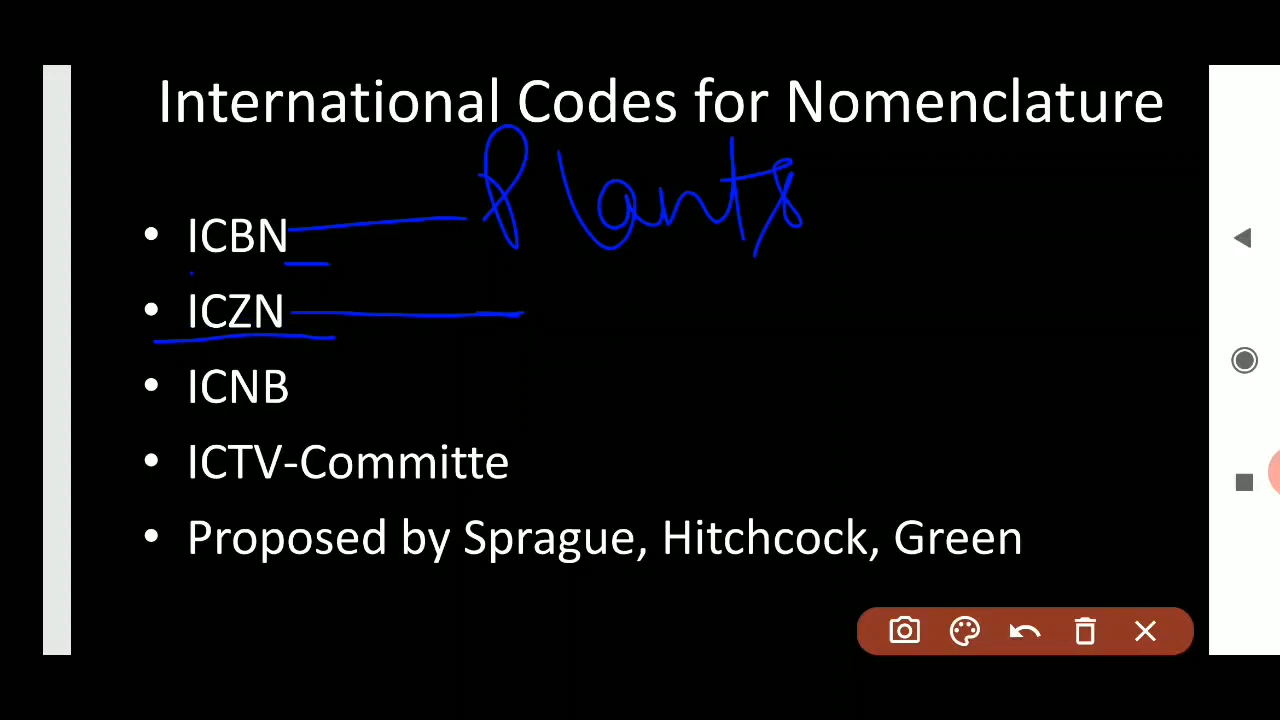 International Codes for Nomenclature
Plants
• ICBN
• ICZN
• ICNB
• ICTV-Committe
• Proposed by Sprague, Hitchcock, Green